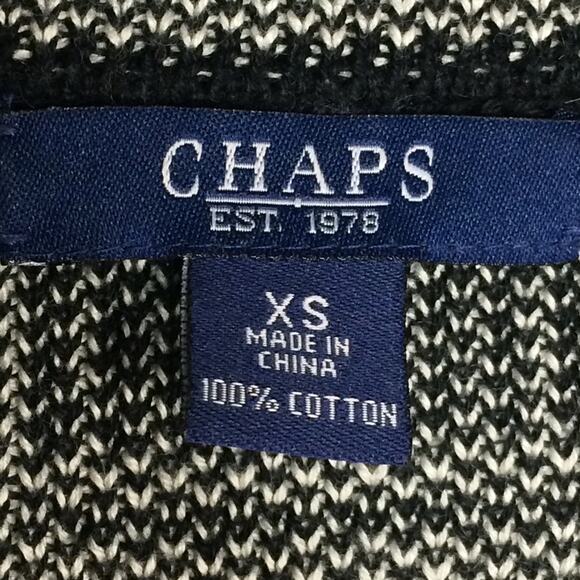 CHAPS
EST. 1978
XS
MADE IN
CHINA
100% COTTON